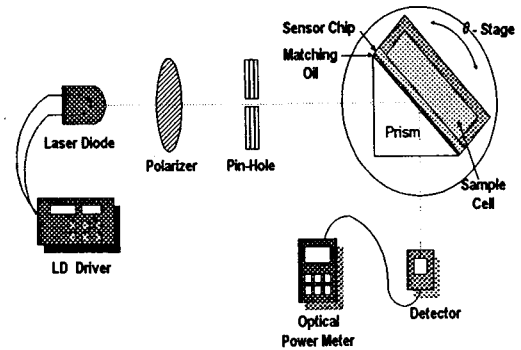 Sensor Chip
θ - Stage
Matching
Oil
Laser Diode
Polarizer
Pin-Hole
Prism
Sample
Cell
LD Driver
Optical
Power Meter
Detector